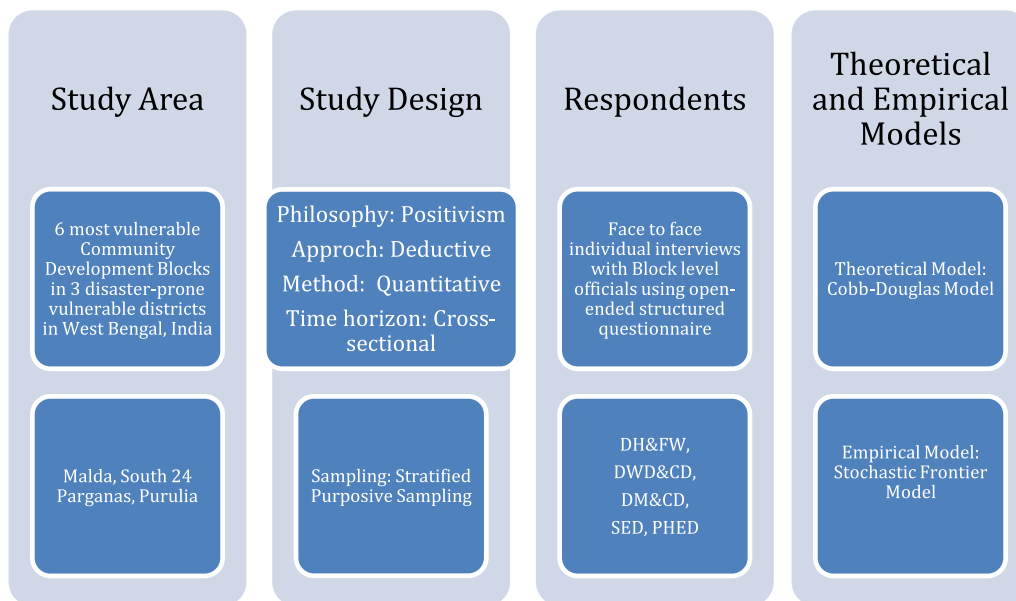 Study Area
6 most vulnerable
Community
Development Blocks
in 3 disaster-prone
vulnerable districts
in West Bengal, India
Malda, South 24
Parganas, Purulia
Study Design
Philosophy: Positivism
Approch: Deductive
Method:  Quantitative
Time horizon: Cross-
sectional
Sampling: Stratified
Purposive Sampling
Respondents
Face to face
individual interviews
with Block level
officials using open-
ended structured
questionnaire
DH&FW,
DWD&CD,
DM&CD,
SED, PHED
Theoretical
and Empirical
Models
Theoretical Model:
Cobb-Douglas Model
Empirical Model:
Stochastic Frontier
Model